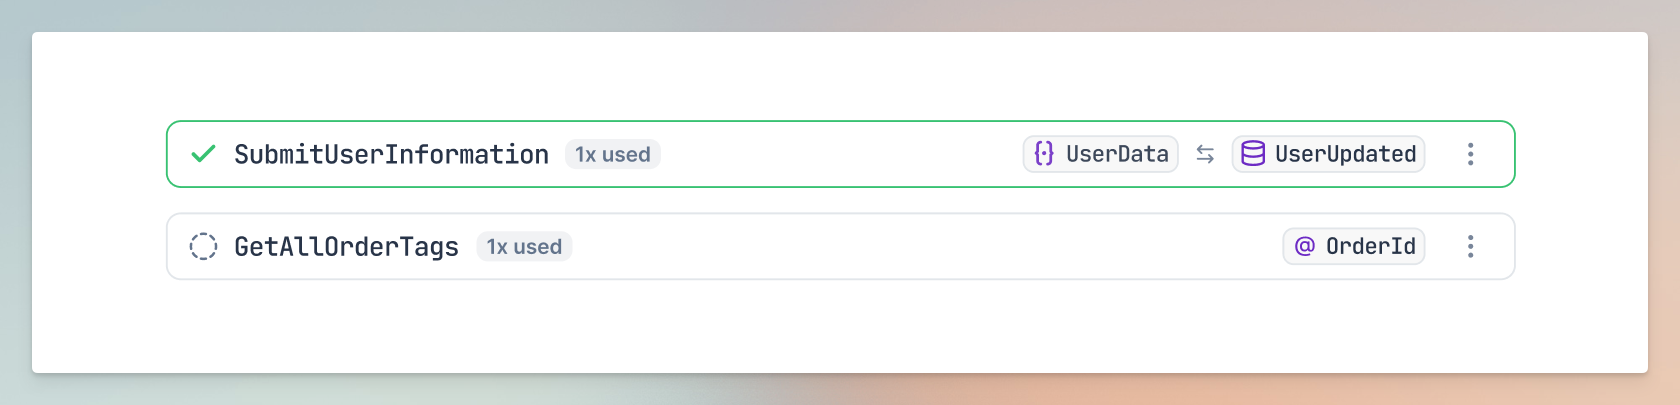 SubmitUserInformation 1x used UserData UserUpdated
GetAllOrderTags 1x used @ OrderId